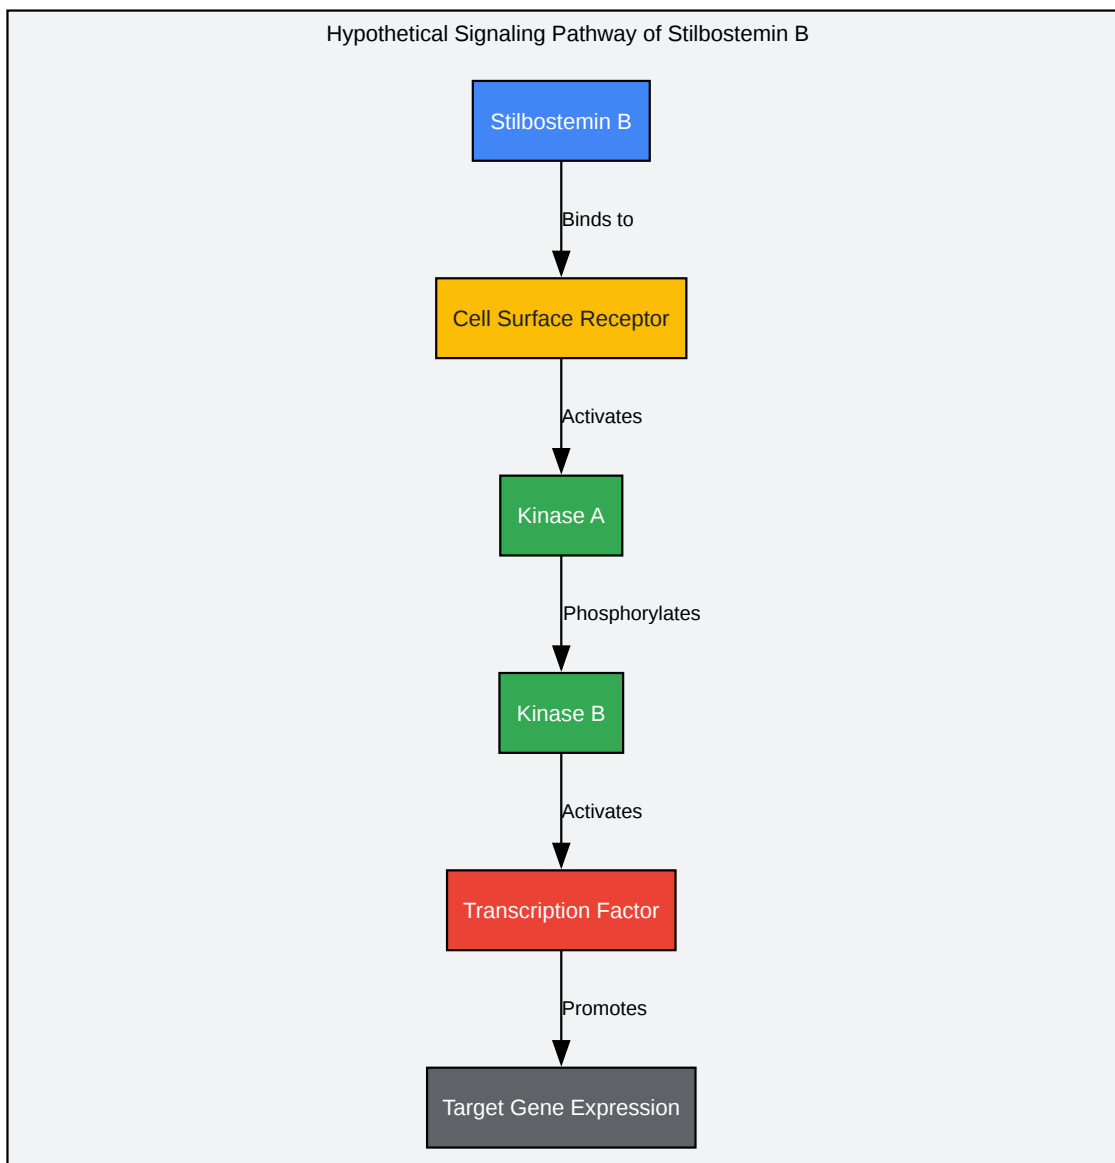 Hypothetical Signaling Pathway of Stilbostemin B
Stilbostemin B
Binds to
Cell Surface Receptor
Activates
Kinase A
Phosphorylates
Kinase B
Activates
Transcription Factor
Promotes
Target Gene Expression